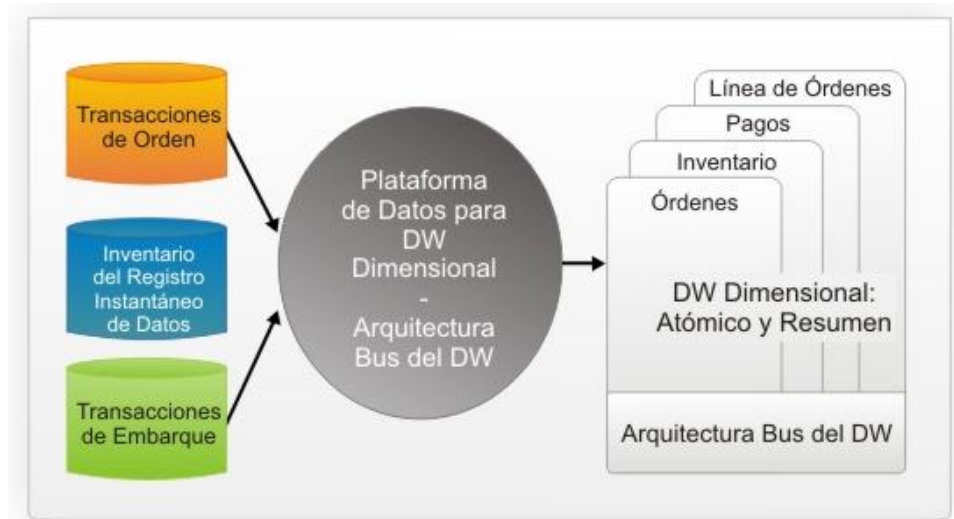 Transacciones
de Orden
Inventario
del Registro
Instantáneo
de Datos
Transacciones
de Embarque
Plataforma
de Datos para
DW
Dimensional
-
Arquitectura
Bus del DW
Línea de Órdenes
Pagos
Inventario
Órdenes
DW Dimensional:
Atómico y Resumen
Arquitectura Bus del DW